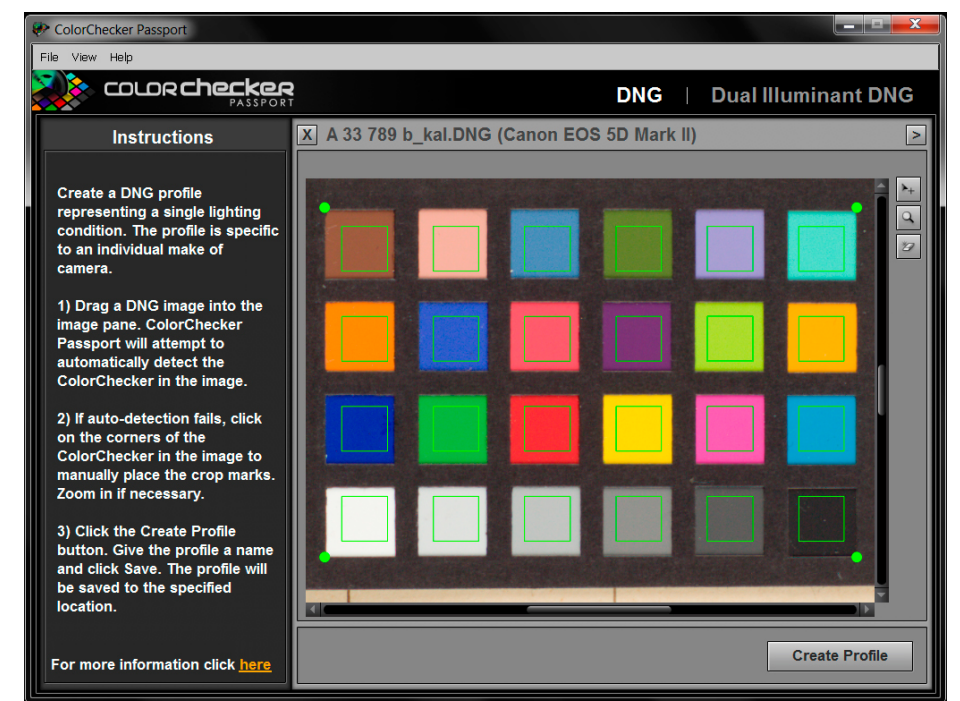 ColorChecker Passport
File View Help
COLORchecker
PASSPORT
DNG | Dual Illuminant DNG
Instructions
X A 33 789 b_kal.DNG (Canon EOS 5D Mark II) >
Create a DNG profile
representing a single lighting
condition. The profile is specific
to an individual make of
camera.
1) Drag a DNG image into the
image pane. ColorChecker
Passport will attempt to
automatically detect the
ColorChecker in the image.
2) If auto-detection fails, click
on the corners of the
ColorChecker in the image to
manually place the crop marks.
Zoom in if necessary.
3) Click the Create Profile
button. Give the profile a name
and click Save. The profile will
be saved to the specified
location.
For more information click here
Create Profile